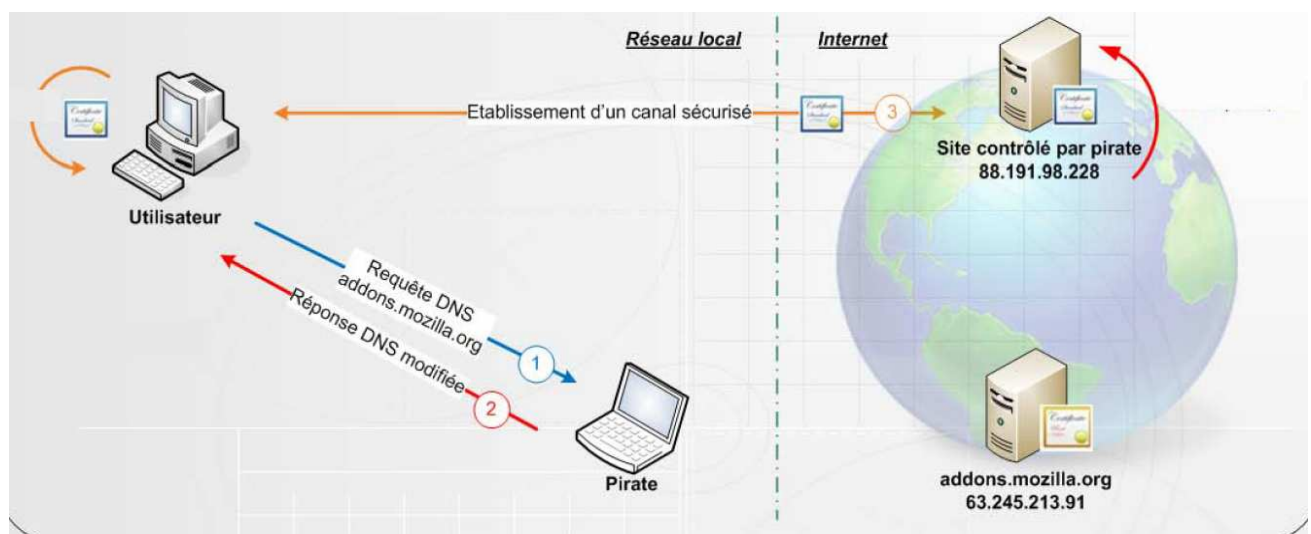 Réseau local
Internet
Etablissement d'un canal sécurisé
3
Site contrôlé par pirate
88.191.98.228
Utilisateur
Requête DNS
addons.mozilla.org
1
Réponse DNS modifiée
2
Pirate
addons.mozilla.org
63.245.213.91